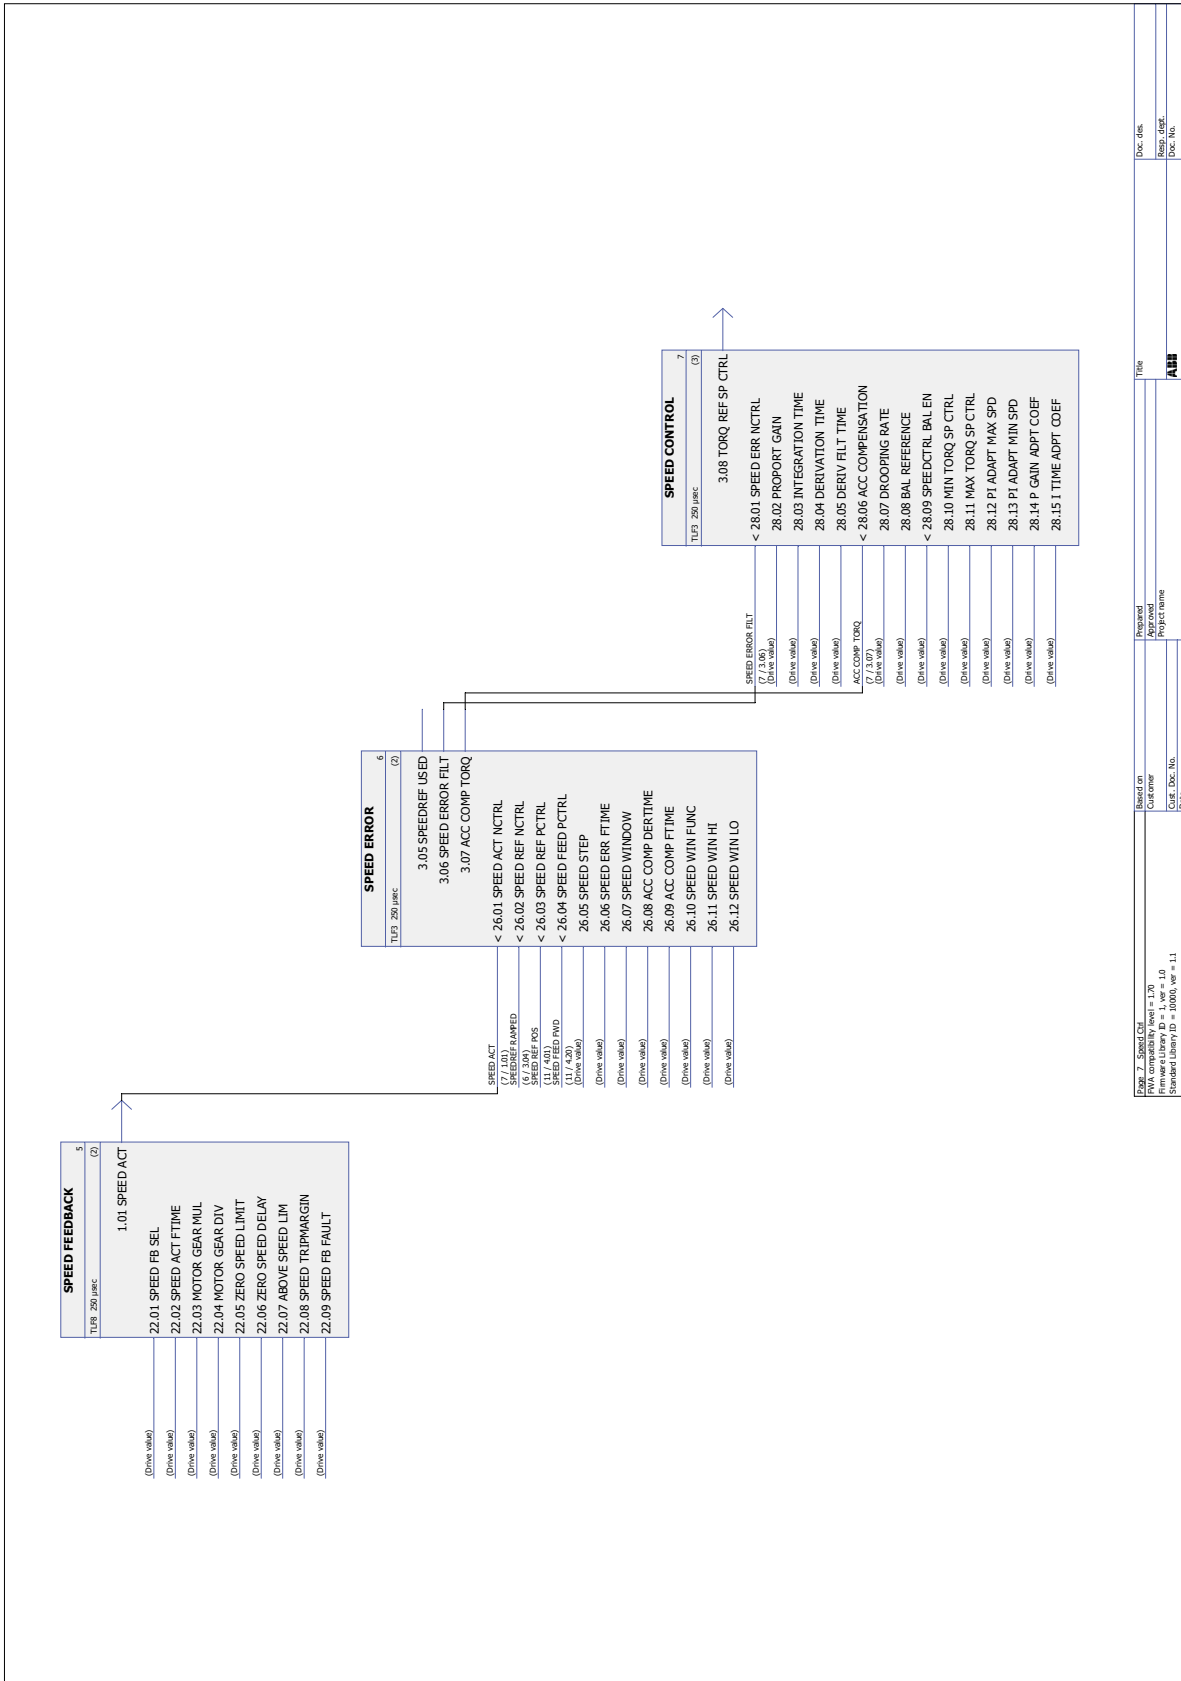 SPEED FEEDBACK
5
TLF8 250 µsec
(2)
1.01 SPEED ACT
(Drive value) 22.01 SPEED FB SEL
(Drive value) 22.02 SPEED ACT FTIME
(Drive value) 22.03 MOTOR GEAR MUL
(Drive value) 22.04 MOTOR GEAR DIV
(Drive value) 22.05 ZERO SPEED LIMIT
(Drive value) 22.06 ZERO SPEED DELAY
(Drive value) 22.07 ABOVE SPEED LIM
(Drive value) 22.08 SPEED TRIPMARGIN
(Drive value) 22.09 SPEED FB FAULT
SPEED ERROR
6
TLF3 250 µsec
(2)
3.05 SPEEDREF USED
3.06 SPEED ERROR FILT
3.07 ACC COMP TORQ
SPEED ACT
(7 / 1.01)
< 26.01 SPEED ACT NCTRL
SPEEDREF RAMPED
(6 / 3.04)
< 26.02 SPEED REF NCTRL
SPEED REF POS
(11 / 4.01)
< 26.03 SPEED REF PCTRL
SPEED FEED FWD
(11 / 4.20)
< 26.04 SPEED FEED PCTRL
(Drive value) 26.05 SPEED STEP
(Drive value) 26.06 SPEED ERR FTIME
(Drive value) 26.07 SPEED WINDOW
(Drive value) 26.08 ACC COMP DERTIME
(Drive value) 26.09 ACC COMP FTIME
(Drive value) 26.10 SPEED WIN FUNC
(Drive value) 26.11 SPEED WIN HI
(Drive value) 26.12 SPEED WIN LO
SPEED CONTROL
7
TLF3 250 µsec
(3)
3.08 TORQ REF SP CTRL
SPEED ERROR FILT
(7 / 3.06)
< 28.01 SPEED ERR NCTRL
(Drive value) 28.02 PROPORT GAIN
(Drive value) 28.03 INTEGRATION TIME
(Drive value) 28.04 DERIVATION TIME
(Drive value) 28.05 DERIV FILT TIME
ACC COMP TORQ
(7 / 3.07)
< 28.06 ACC COMPENSATION
(Drive value) 28.07 DROOPING RATE
(Drive value) 28.08 BAL REFERENCE
(Drive value) < 28.09 SPEEDCTRL BAL EN
(Drive value) 28.10 MIN TORQ SP CTRL
(Drive value) 28.11 MAX TORQ SP CTRL
(Drive value) 28.12 PI ADAPT MAX SPD
(Drive value) 28.13 PI ADAPT MIN SPD
(Drive value) 28.14 P GAIN ADPT COEF
(Drive value) 28.15 I TIME ADPT COEF
Page 7 Speed Ctrl
FWA compatibility level = 1.70
Firmware Library ID = 1, ver = 1.0
Standard Library ID = 10000, ver = 1.1
Based on
Customer
Cust. Doc. No.
Prepared
Approved
Project name
Title
ABB
Doc. des.
Resp. dept.
Doc. No.